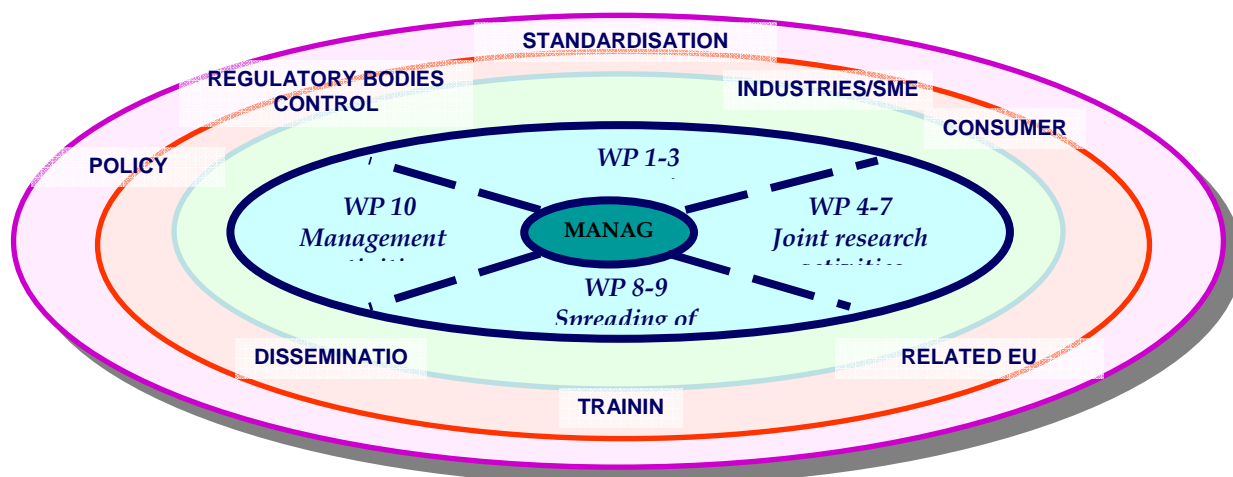 STANDARDISATION
REGULATORY BODIES
CONTROL
INDUSTRIES/SME
CONSUMER
POLICY
WP 1-3
WP 10
Management
MANAG
WP 4-7
Joint research
activities
WP 8-9
Spreading of
DISSEMINATIO
RELATED EU
TRAININ